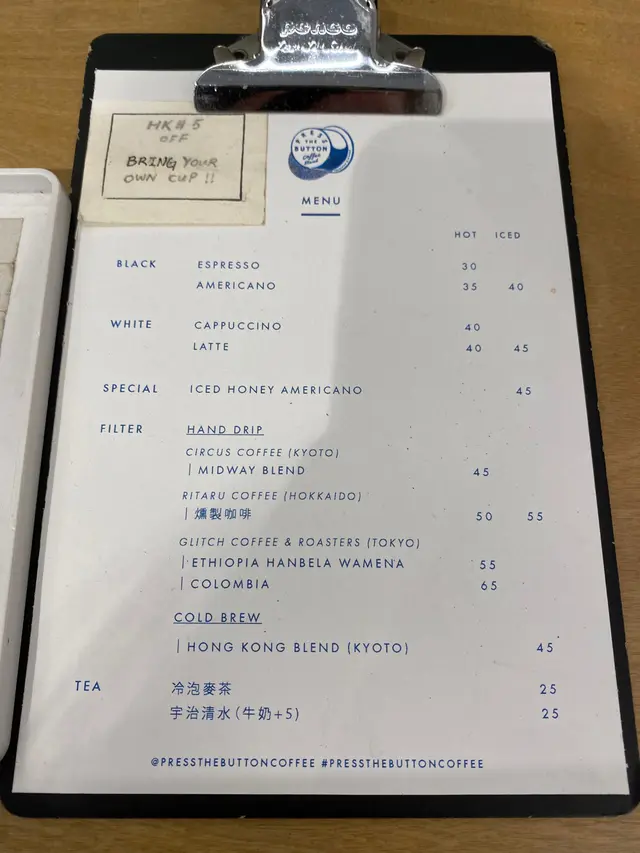 HK$ 5
OFF
BRING YOUR
OWN CUP !!
PRESS
THE
BUTTON
Coffee
MENU
HOT ICED
BLACK ESPRESSO 30
AMERICANO 35 40
WHITE CAPPUCCINO 40
LATTE 40 45
SPECIAL ICED HONEY AMERICANO 45
FILTER HAND DRIP
CIRCUS COFFEE (KYOTO)
| MIDWAY BLEND 45
RITARU COFFEE (HOKKAIDO)
| 燻製咖啡 50 55
GLITCH COFFEE & ROASTERS (TOKYO)
| ETHIOPIA HANBELA WAMENA 55
| COLOMBIA 65
COLD BREW
| HONG KONG BLEND (KYOTO) 45
TEA 冷泡麥茶 25
宇治清水(牛奶+5) 25
@PRESSTHEBUTTONCOFFEE #PRESSTHEBUTTONCOFFEE